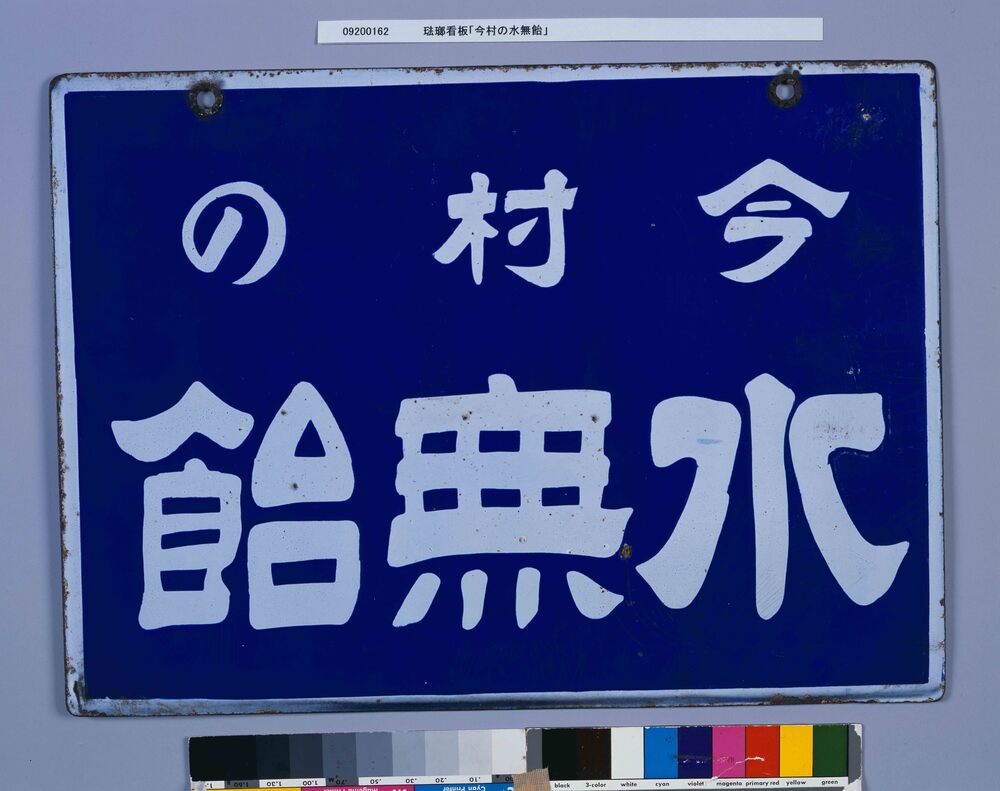 09200162 琺瑯看板「今村の水無飴」
今村の
水無飴
black 3-color white cyan violet magenta primary red yellow green